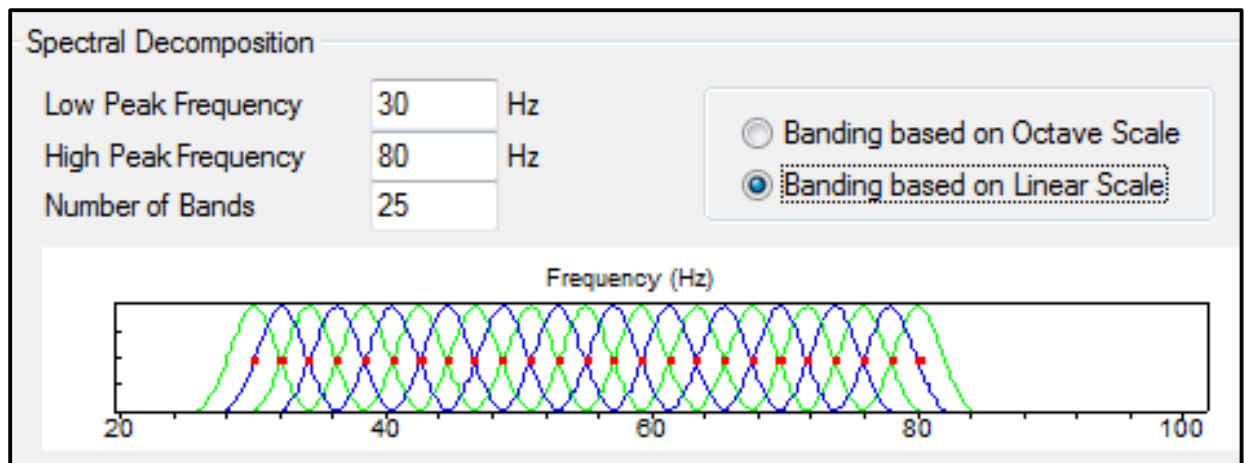 Spectral Decomposition
Low Peak Frequency 30 Hz
High Peak Frequency 80 Hz
Number of Bands 25
Banding based on Octave Scale
Banding based on Linear Scale
Frequency (Hz)
20 40 60 80 100